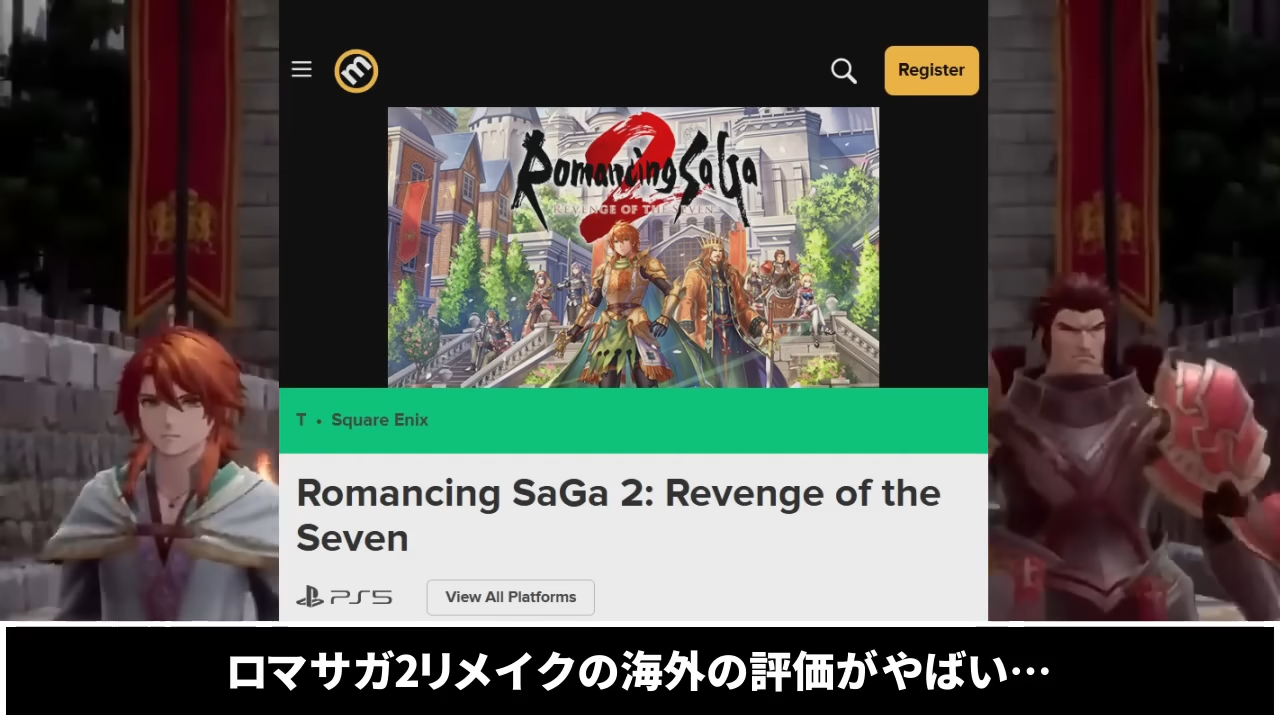 m
Register
Romancing SaGa
2
REVENGE OF THE SEVEN
T • Square Enix
Romancing SaGa 2: Revenge of the
Seven
PS5
View All Platforms
ロマサガ2リメイクの海外の評価がやばい…